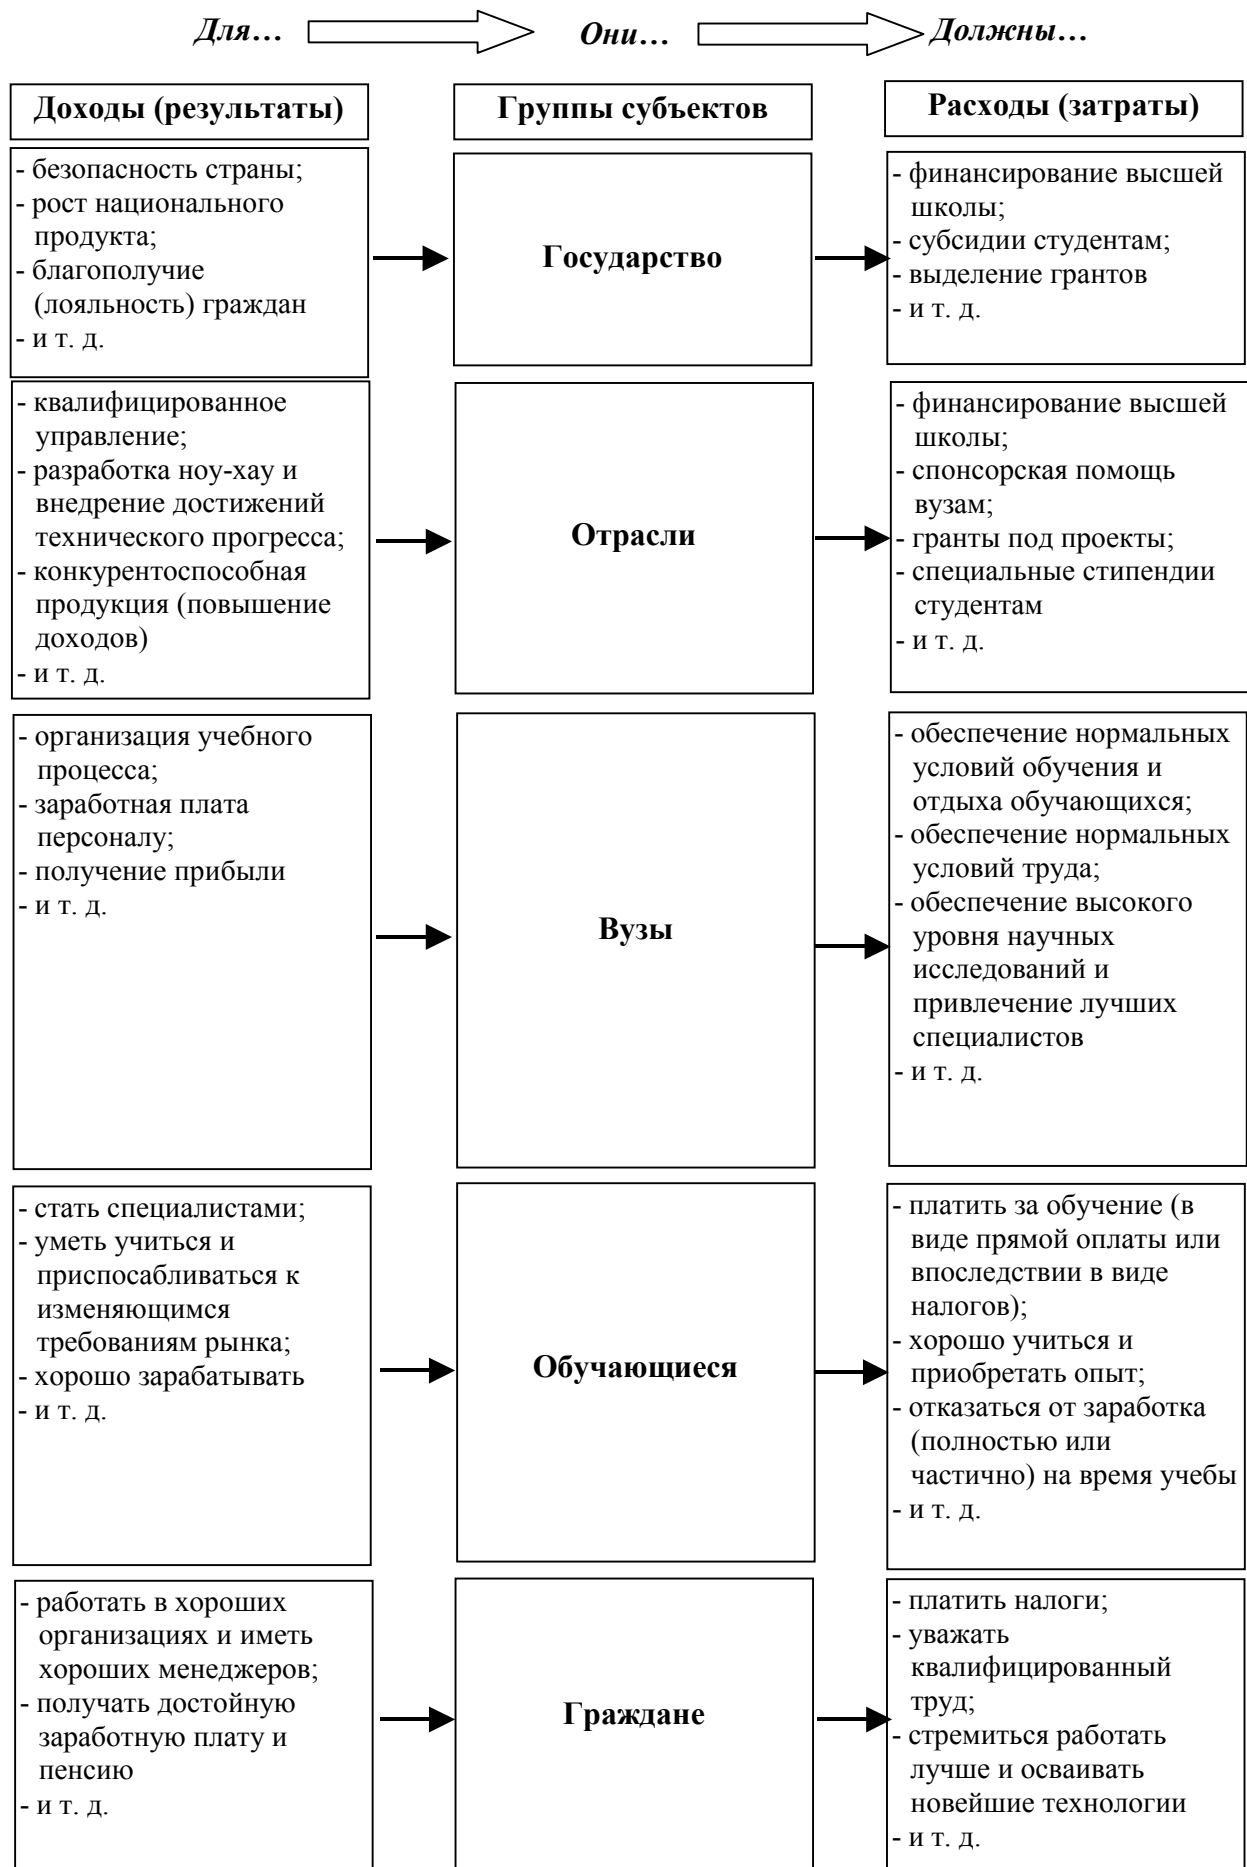 Для… Они… Должны…
Доходы (результаты)
Группы субъектов
Расходы (затраты)
- безопасность страны;
- рост национального
продукта;
- благополучие
(лояльность) граждан
- и т. д.
Государство
- финансирование высшей
школы;
- субсидии студентам;
- выделение грантов
- и т. д.
- квалифицированное
управление;
- разработка ноу-хау и
внедрение достижений
технического прогресса;
- конкурентоспособная
продукция (повышение
доходов)
- и т. д.
Отрасли
- финансирование высшей
школы;
- спонсорская помощь
вузам;
- гранты под проекты;
- специальные стипендии
студентам
- и т. д.
- организация учебного
процесса;
- заработная плата
персоналу;
- получение прибыли
- и т. д.
Вузы
- обеспечение нормальных
условий обучения и
отдыха обучающихся;
- обеспечение нормальных
условий труда;
- обеспечение высокого
уровня научных
исследований и
привлечение лучших
специалистов
- и т. д.
- стать специалистами;
- уметь учиться и
приспосабливаться к
изменяющимся
требованиям рынка;
- хорошо зарабатывать
- и т. д.
Обучающиеся
- платить за обучение (в
виде прямой оплаты или
впоследствии в виде
налогов);
- хорошо учиться и
приобретать опыт;
- отказаться от заработка
(полностью или
частично) на время учебы
- и т. д.
- работать в хороших
организациях и иметь
хороших менеджеров;
- получать достойную
заработную плату и
пенсию
- и т. д.
Граждане
- платить налоги;
- уважать
квалифицированный
труд;
- стремиться работать
лучше и осваивать
новейшие технологии
- и т. д.